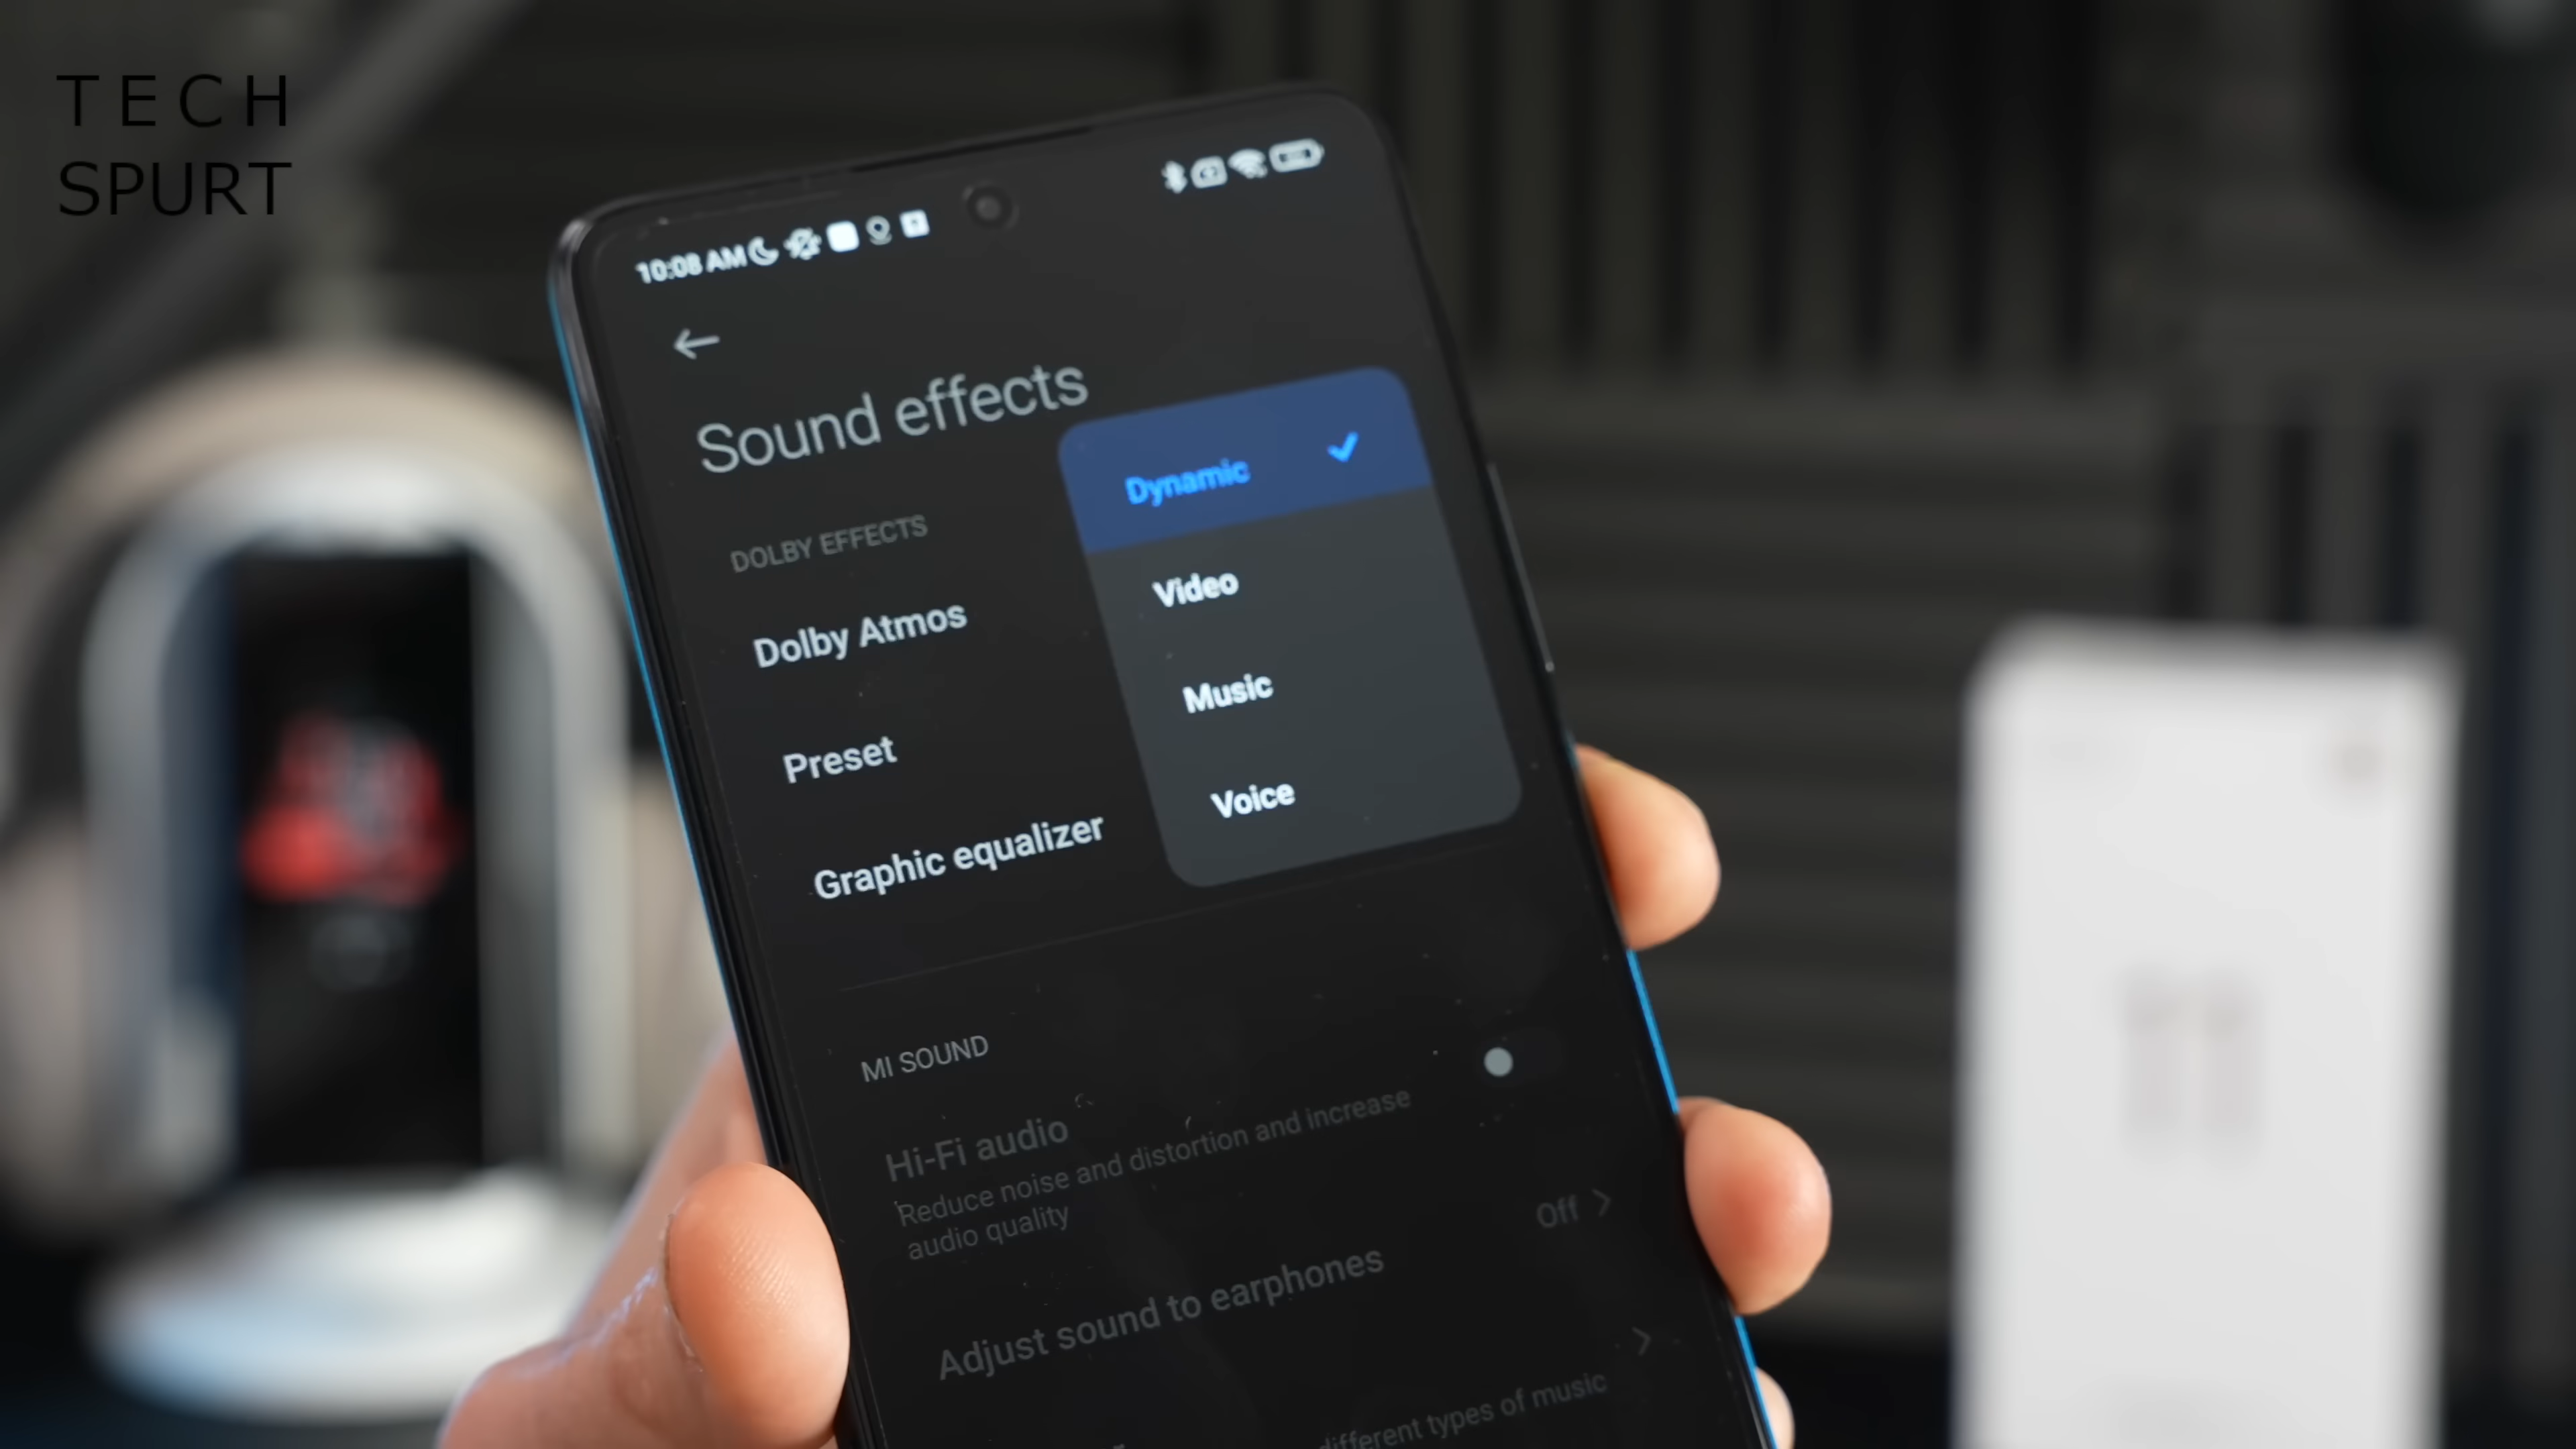 TECH
SPURT
10:08 AM
Sound effects
DOLBY EFFECTS
Dolby Atmos
Preset
Graphic equalizer
Dynamic
Video
Music
Voice
MI SOUND
Hi-Fi audio
Reduce noise and distortion and increase
audio quality
Adjust sound to earphones
Off
different types of music